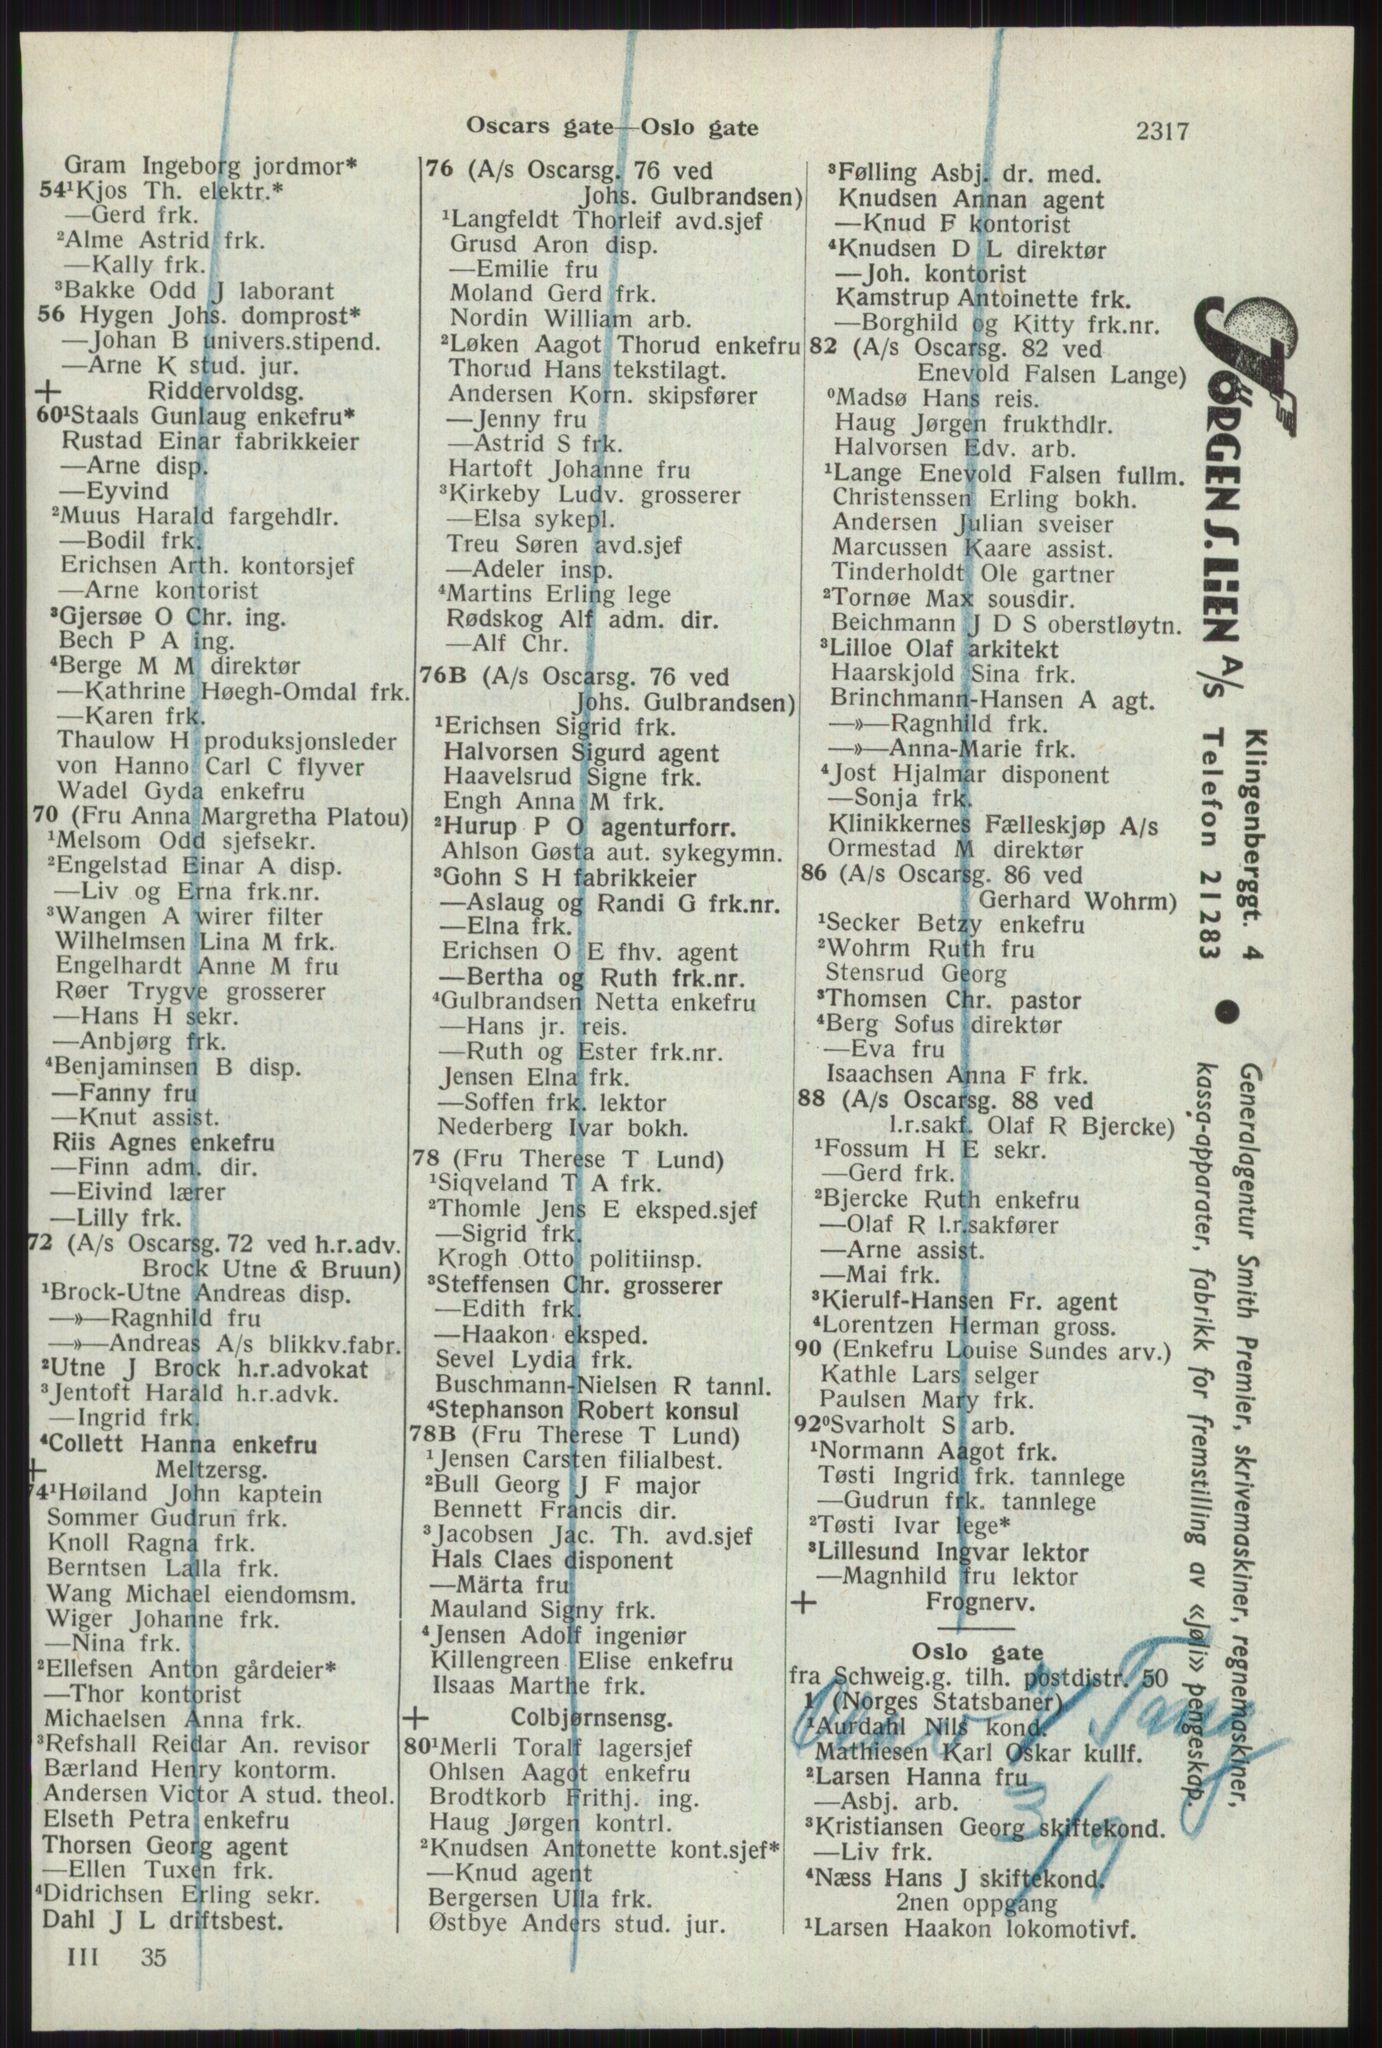 Oscars gate—Oslo gate
2317
Gram Ingeborg jordmor*
54¹Kjos Th. elektr.*
—Gerd frk.
²Alme Astrid frk.
—Kally frk.
³Bakke Odd J laborant
56 Hygen Johs. domprost*
—Johan B univers.stipend.
—Arne K stud. jur.
+ Riddervoldsg.
60¹Staals Gunlaug enkefru*
Rustad Einar fabrikkeier
—Arne disp.
—Eyvind
²Muus Harald fargehdlr.
—Bodil frk.
Erichsen Arth. kontorsjef
—Arne kontorist
³Gjersøe O Chr. ing.
Bech P A ing.
⁴Berge M M direktør
—Kathrine Høegh-Omdal frk.
—Karen frk.
Thaulow H produksjonsleder
von Hanno Carl C flyver
Wadel Gyda enkefru
70 (Fru Anna Margretha Platou)
¹Melsom Odd sjefsekr.
²Engelstad Einar A disp.
—Liv og Erna frk.nr.
³Wangen A wirer filter
Wilhelmsen Lina M frk.
Engelhardt Anne M fru
Røer Trygve grosserer
—Hans H sekr.
—Anbjørg frk.
⁴Benjaminsen B disp.
—Fanny fru
—Knut assist.
Riis Agnes enkefru
—Finn adm. dir.
—Eivind lærer
—Lilly frk.
72 (A/s Oscarsg. 72 ved h.r.adv.
Brock Utne & Bruun)
¹Brock-Utne Andreas disp.
—»—Ragnhild fru
—»—Andreas A/s blikkv.fabr.
²Utne J Brock h.r.advokat
³Jentoft Harald h.r.advk.
—Ingrid frk.
⁴Collett Hanna enkefru
+ Meltzersg.
74¹Høiland John kaptein
Sommer Gudrun frk.
Knoll Ragna frk.
Berntsen Lalla frk.
Wang Michael eiendomsm.
Wiger Johanne frk.
—Nina frk.
²Ellefsen Anton gårdeier*
—Thor kontorist
Michaelsen Anna frk.
³Refshall Reidar An. revisor
Bærland Henry kontorm.
Andersen Victor A stud. theol.
Elseth Petra enkefru
Thorsen Georg agent
—Ellen Tuxen frk.
⁴Didrichsen Erling sekr.
Dahl J L driftsbest.
III 35
76 (A/s Oscarsg. 76 ved
Johs. Gulbrandsen)
¹Langfeldt Thorleif avd.sjef
Grusd Aron disp.
—Emilie fru
Moland Gerd frk.
Nordin William arb.
²Løken Aagot Thorud enkefru
Thorud Hans tekstilagt.
Andersen Korn. skipsfører
—Jenny fru
—Astrid S frk.
Hartoft Johanne fru
³Kirkeby Ludv. grosserer
—Elsa sykepl.
Treu Søren avd.sjef
—Adeler insp.
⁴Martins Erling lege
Rødskog Alf adm. dir.
—Alf Chr.
76B (A/s Oscarsg. 76 ved
Johs. Gulbrandsen)
¹Erichsen Sigrid frk.
Halvorsen Sigurd agent
Haavelsrud Signe frk.
Engh Anna M frk.
²Hurup P O agenturforr.
Ahlson Gøsta aut. sykegymn.
³Gohn S H fabrikkeier
—Aslaug og Randi G frk.nr.
—Elna frk.
Erichsen O E fhv. agent
—Bertha og Ruth frk.nr.
⁴Gulbrandsen Netta enkefru
—Hans jr. reis.
—Ruth og Ester frk.nr.
Jensen Elna frk.
—Soffen frk. lektor
Nederberg Ivar bokh.
78 (Fru Therese T Lund)
¹Siqveland T A frk.
²Thomle Jens E eksped.sjef
—Sigrid frk.
Krogh Otto politiinsp.
³Steffensen Chr. grosserer
—Edith frk.
—Haakon eksped.
Sevel Lydia frk.
Buschmann-Nielsen R tannl.
⁴Stephanson Robert konsul
78B (Fru Therese T Lund)
¹Jensen Carsten filialbest.
²Bull Georg J F major
Bennett Francis dir.
³Jacobsen Jac. Th. avd.sjef
Hals Claes disponent
—Märta fru
Mauland Signy frk.
⁴Jensen Adolf ingeniør
Killengreen Elise enkefru
Ilsaas Marthe frk.
+ Colbjørnsensg.
80¹Merli Toralf lagersjef
Ohlsen Aagot enkefru
Brodtkorb Frithj. ing.
Haug Jørgen kontrl.
²Knudsen Antonette kont.sjef*
—Knud agent
Bergersen Ulla frk.
Østbye Anders stud. jur.
³Følling Asbj. dr. med.
Knudsen Annan agent
—Knud F kontorist
⁴Knudsen D L direktør
—Joh. kontorist
Kamstrup Antoinette frk.
—Borghild og Kitty frk.nr.
82 (A/s Oscarsg. 82 ved
Enevold Falsen Lange)
⁰Madsø Hans reis.
Haug Jørgen frukthdlr.
Halvorsen Edv. arb.
¹Lange Enevold Falsen fullm.
Christenssen Erling bokh.
Andersen Julian sveiser
Marcussen Kaare assist.
Tinderholdt Ole gartner
²Tornøe Max sousdir.
Beichmann J D S oberstløytn.
³Lilloe Olaf arkitekt
Haarskjold Sina frk.
Brinchmann-Hansen A agt.
—»—Ragnhild frk.
—»—Anna-Marie frk.
⁴Jost Hjalmar disponent
—Sonja frk.
Klinikkernes Fælleskjøp A/s
Ormestad M direktør
86 (A/s Oscarsg. 86 ved
Gerhard Wohrm)
¹Secker Betzy enkefru
²Wohrm Ruth fru
Stensrud Georg
³Thomsen Chr. pastor
⁴Berg Sofus direktør
—Eva fru
Isaachsen Anna F frk.
88 (A/s Oscarsg. 88 ved
l.r.sakf. Olaf R Bjercke)
¹Fossum H E sekr.
—Gerd frk.
²Bjercke Ruth enkefru
—Olaf R l.r.sakfører
—Arne assist.
—Mai frk.
³Kierulf-Hansen Fr. agent
⁴Lorentzen Herman gross.
90 (Enkefru Louise Sundes arv.)
Kathle Lars selger
Paulsen Mary frk.
92⁰Svarholt S arb.
¹Normann Aagot frk.
Tøsti Ingrid frk. tannlege
—Gudrun frk. tannlege
²Tøsti Ivar lege*
³Lillesund Ingvar lektor
—Magnhild fru lektor
+ Frognerv.
Oslo gate
fra Schweig.g. tilh. postdistr. 50
1 (Norges Statsbaner)
¹Aurdahl Nils kond.
Mathiesen Karl Oskar kullf.
²Larsen Hanna fru
—Asbj. arb.
³Kristiansen Georg skiftekond.
—Liv frk.
⁴Næss Hans J skiftekond.
2nen oppgang
¹Larsen Haakon lokomotivf.
3/9
JØRGEN S. LIEN A/S
Klingenberggt. 4
Telefon 21 283
Generalagentur Smith Premier, skrivemaskiner, regnemaskiner,
kassa-apparater, fabrikk for fremstilling av «Jøli» pengeskap.